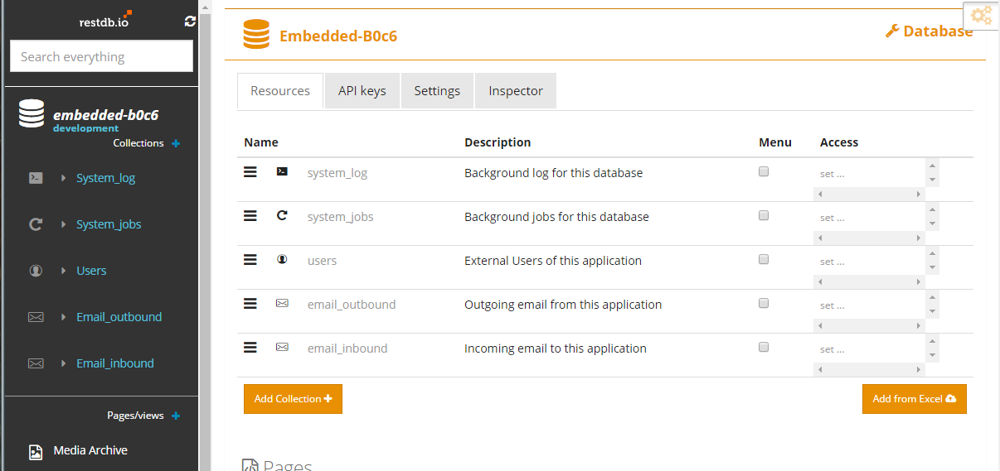 restdb.io
Search everything
embedded-b0c6
development
Collections
System_log
System_jobs
Users
Email_outbound
Email_inbound
Pages/views
Media Archive
Embedded-B0c6
Database
Resources API keys Settings Inspector
Name Description Menu Access
system_log Background log for this database set ...
system_jobs Background jobs for this database set ...
users External Users of this application set ...
email_outbound Outgoing email from this application set ...
email_inbound Incoming email to this application set ...
Add Collection Add from Excel
Pages